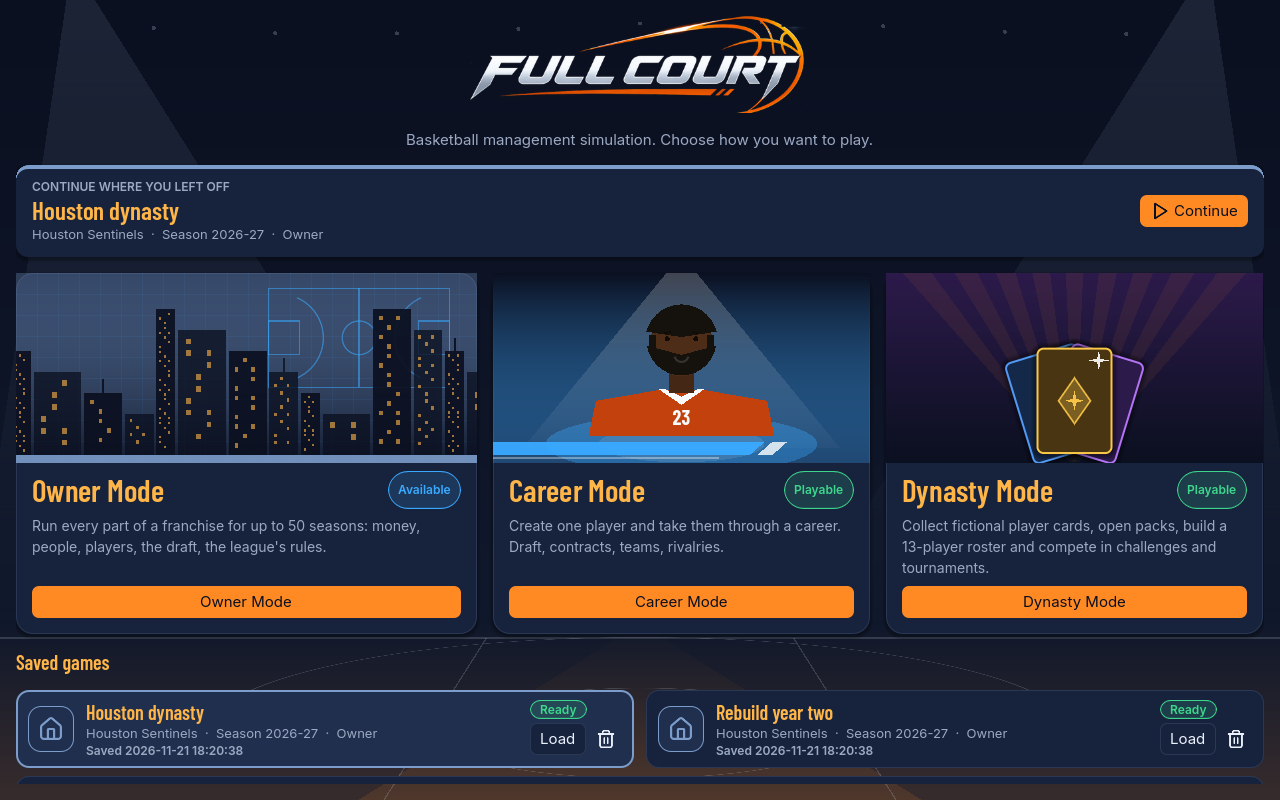 FULL COURT
Basketball management simulation. Choose how you want to play.
CONTINUE WHERE YOU LEFT OFF
Houston dynasty
Houston Sentinels · Season 2026-27 · Owner
Continue
23
Owner Mode
Available
Run every part of a franchise for up to 50 seasons: money,
people, players, the draft, the league's rules.
Owner Mode
Career Mode
Playable
Create one player and take them through a career.
Draft, contracts, teams, rivalries.
Career Mode
Dynasty Mode
Playable
Collect fictional player cards, open packs, build a
13-player roster and compete in challenges and
tournaments.
Dynasty Mode
Saved games
Houston dynasty
Houston Sentinels · Season 2026-27 · Owner
Saved 2026-11-21 18:20:38
Ready
Load
Rebuild year two
Houston Sentinels · Season 2026-27 · Owner
Saved 2026-11-21 18:20:38
Ready
Load